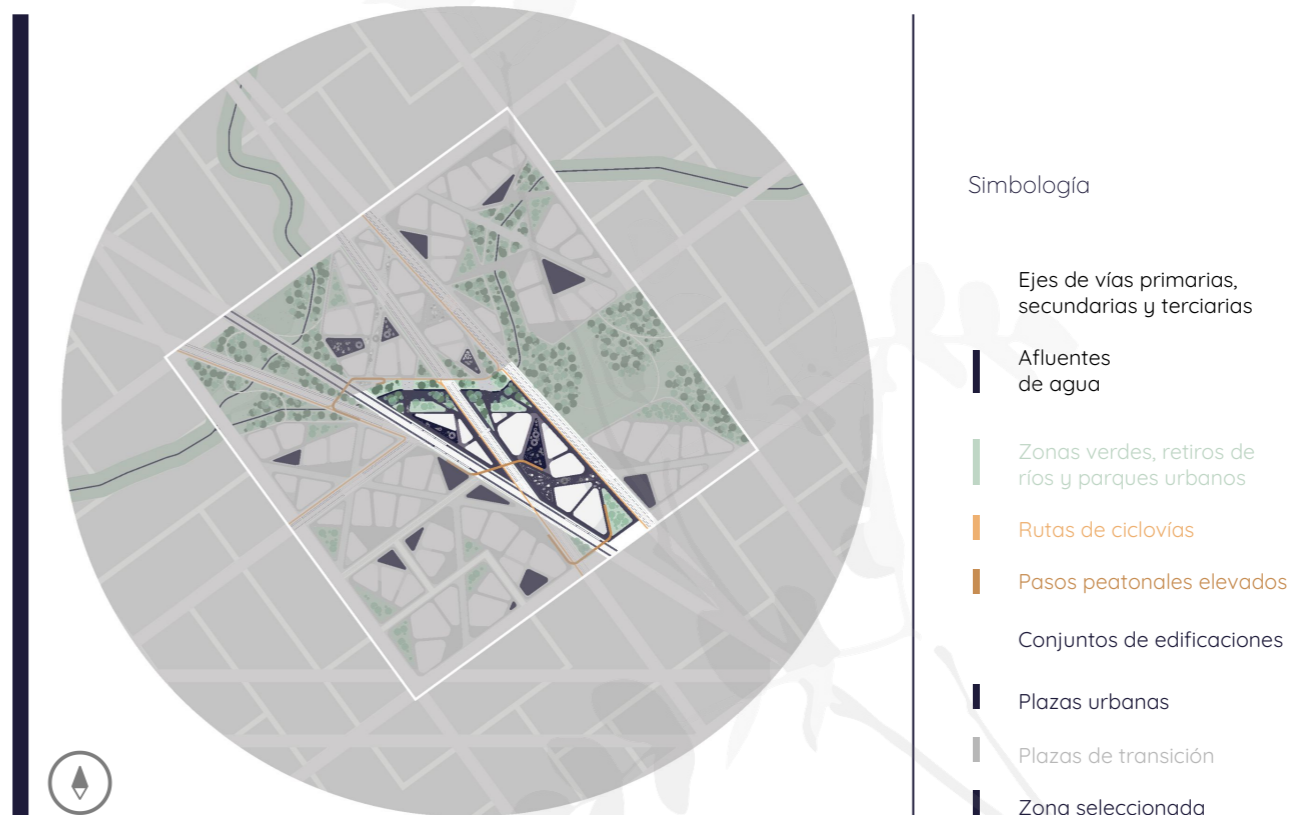 Simbología
Ejes de vías primarias,
secundarias y terciarias
Afluentes
de agua
Zonas verdes, retiros de
ríos y parques urbanos
Rutas de ciclovías
Pasos peatonales elevados
Conjuntos de edificaciones
Plazas urbanas
Plazas de transición
Zona seleccionada